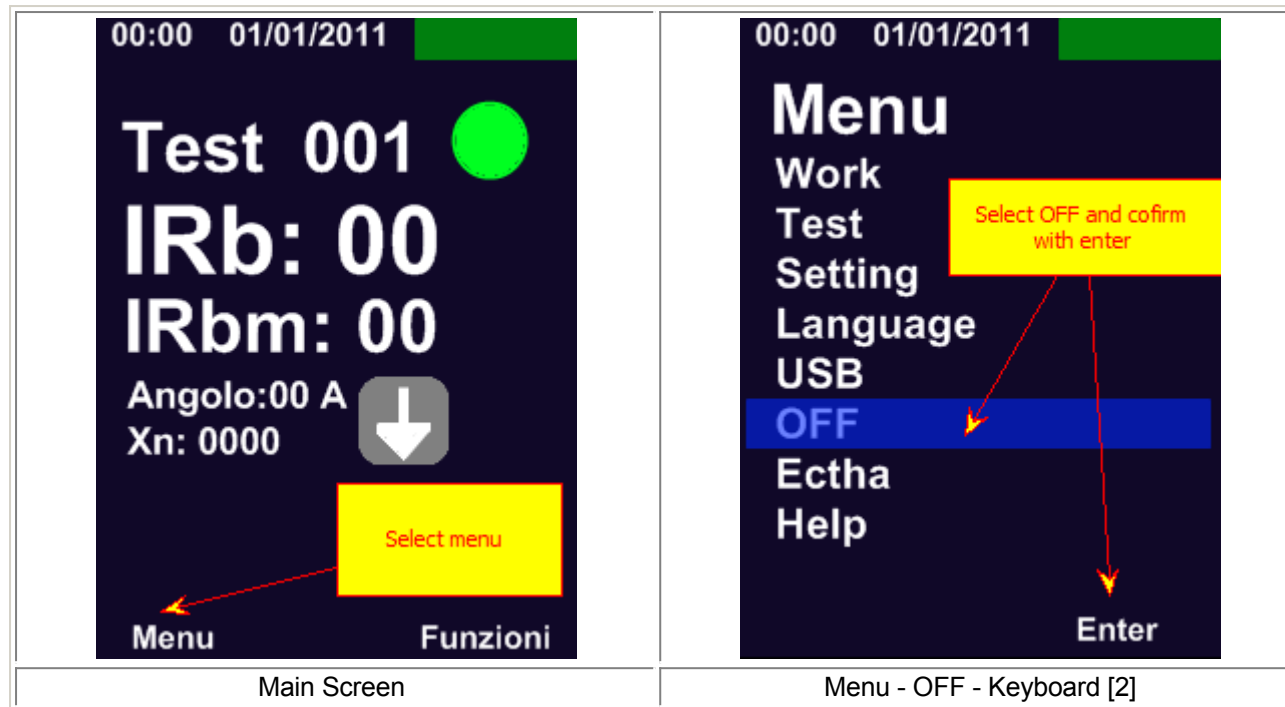 00:00 01/01/2011
Test 001
IRb: 00
IRbm: 00
Angolo:00 A
Xn: 0000
Select menu
Menu Funzioni
Main Screen
00:00 01/01/2011
Menu
Work
Test
Select OFF and cofirm
with enter
Setting
Language
USB
OFF
Ectha
Help
Enter
Menu - OFF - Keyboard [2]